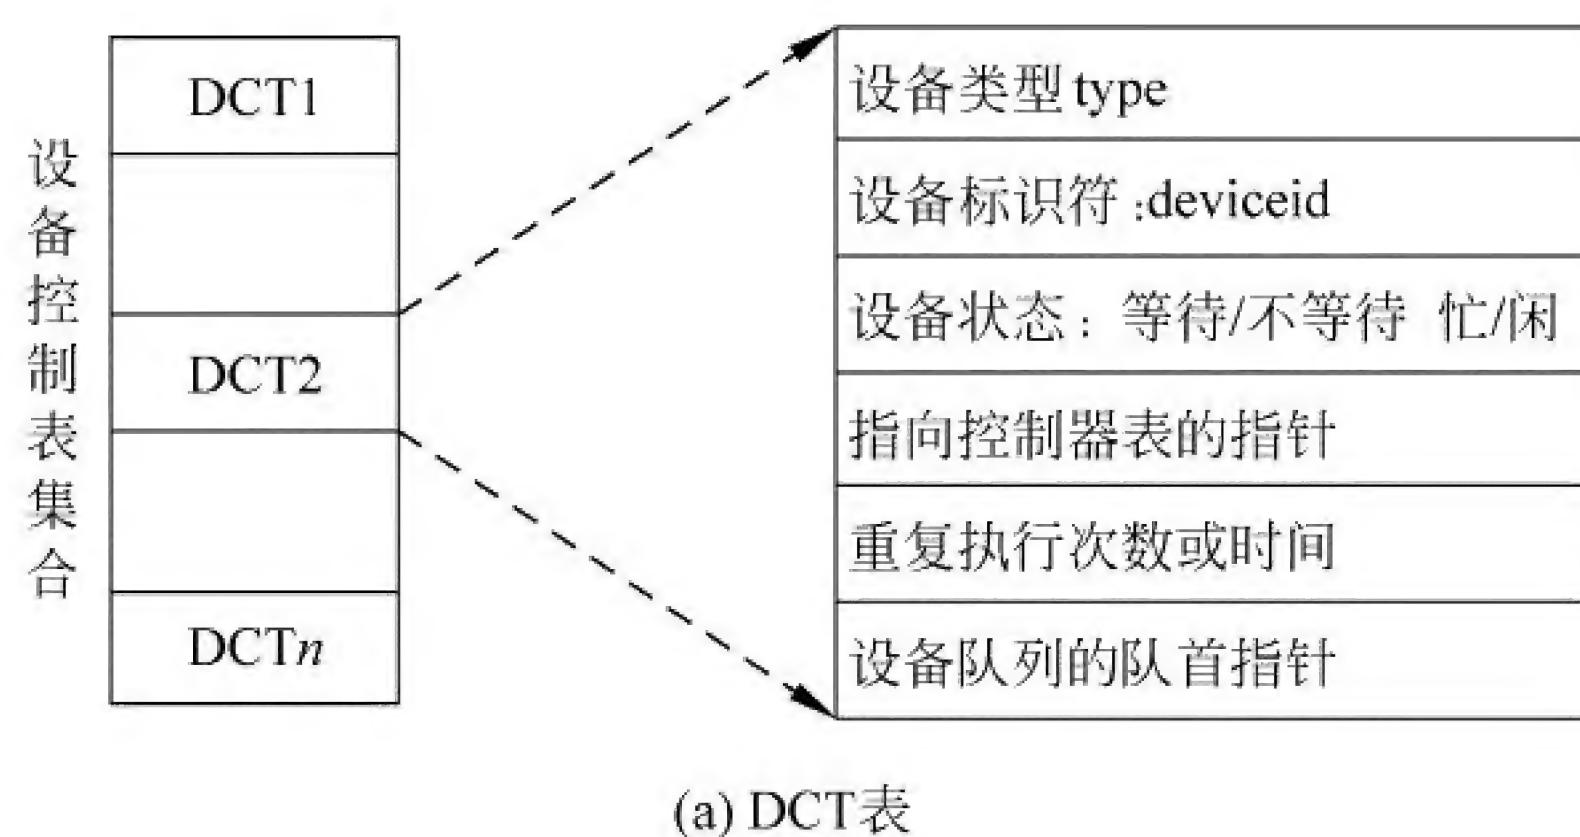 设备控制表集合
DCT1
DCT2
DCTn
设备类型 type
设备标识符:deviceid
设备状态：等待/不等待 忙/闲
指向控制器表的指针
重复执行次数或时间
设备队列的队首指针
(a) DCT表